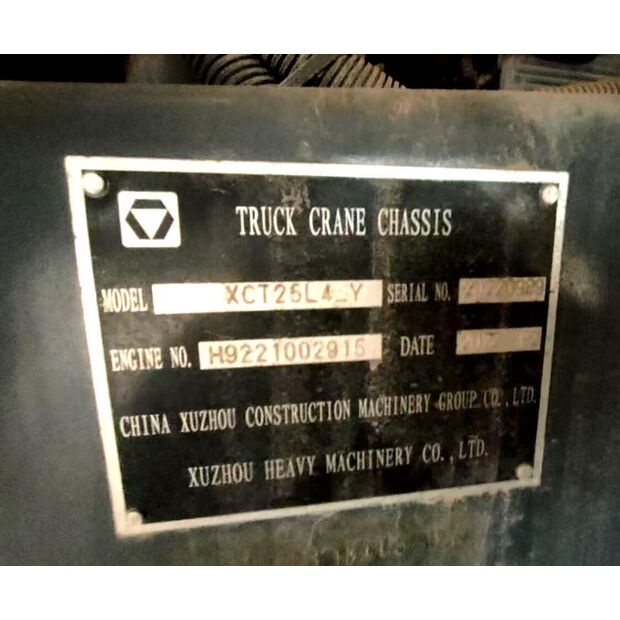 TRUCK CRANE CHASSIS
MODEL XCT25L4_Y SERIAL NO.
ENGINE NO. H9221002915 DATE
CHINA XUZHOU CONSTRUCTION MACHINERY GROUP CO.,LTD.
XUZHOU HEAVY MACHINERY CO.,LTD.